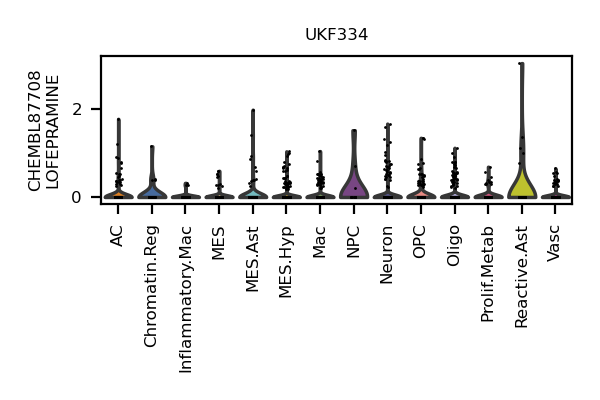 UKF334
CHEMBL87708
LOFEPRAMINE
2
0
AC
Chromatin.Reg
Inflammatory.Mac
MES
MES.Ast
MES.Hyp
Mac
NPC
Neuron
OPC
Oligo
Prolif.Metab
Reactive.Ast
Vasc